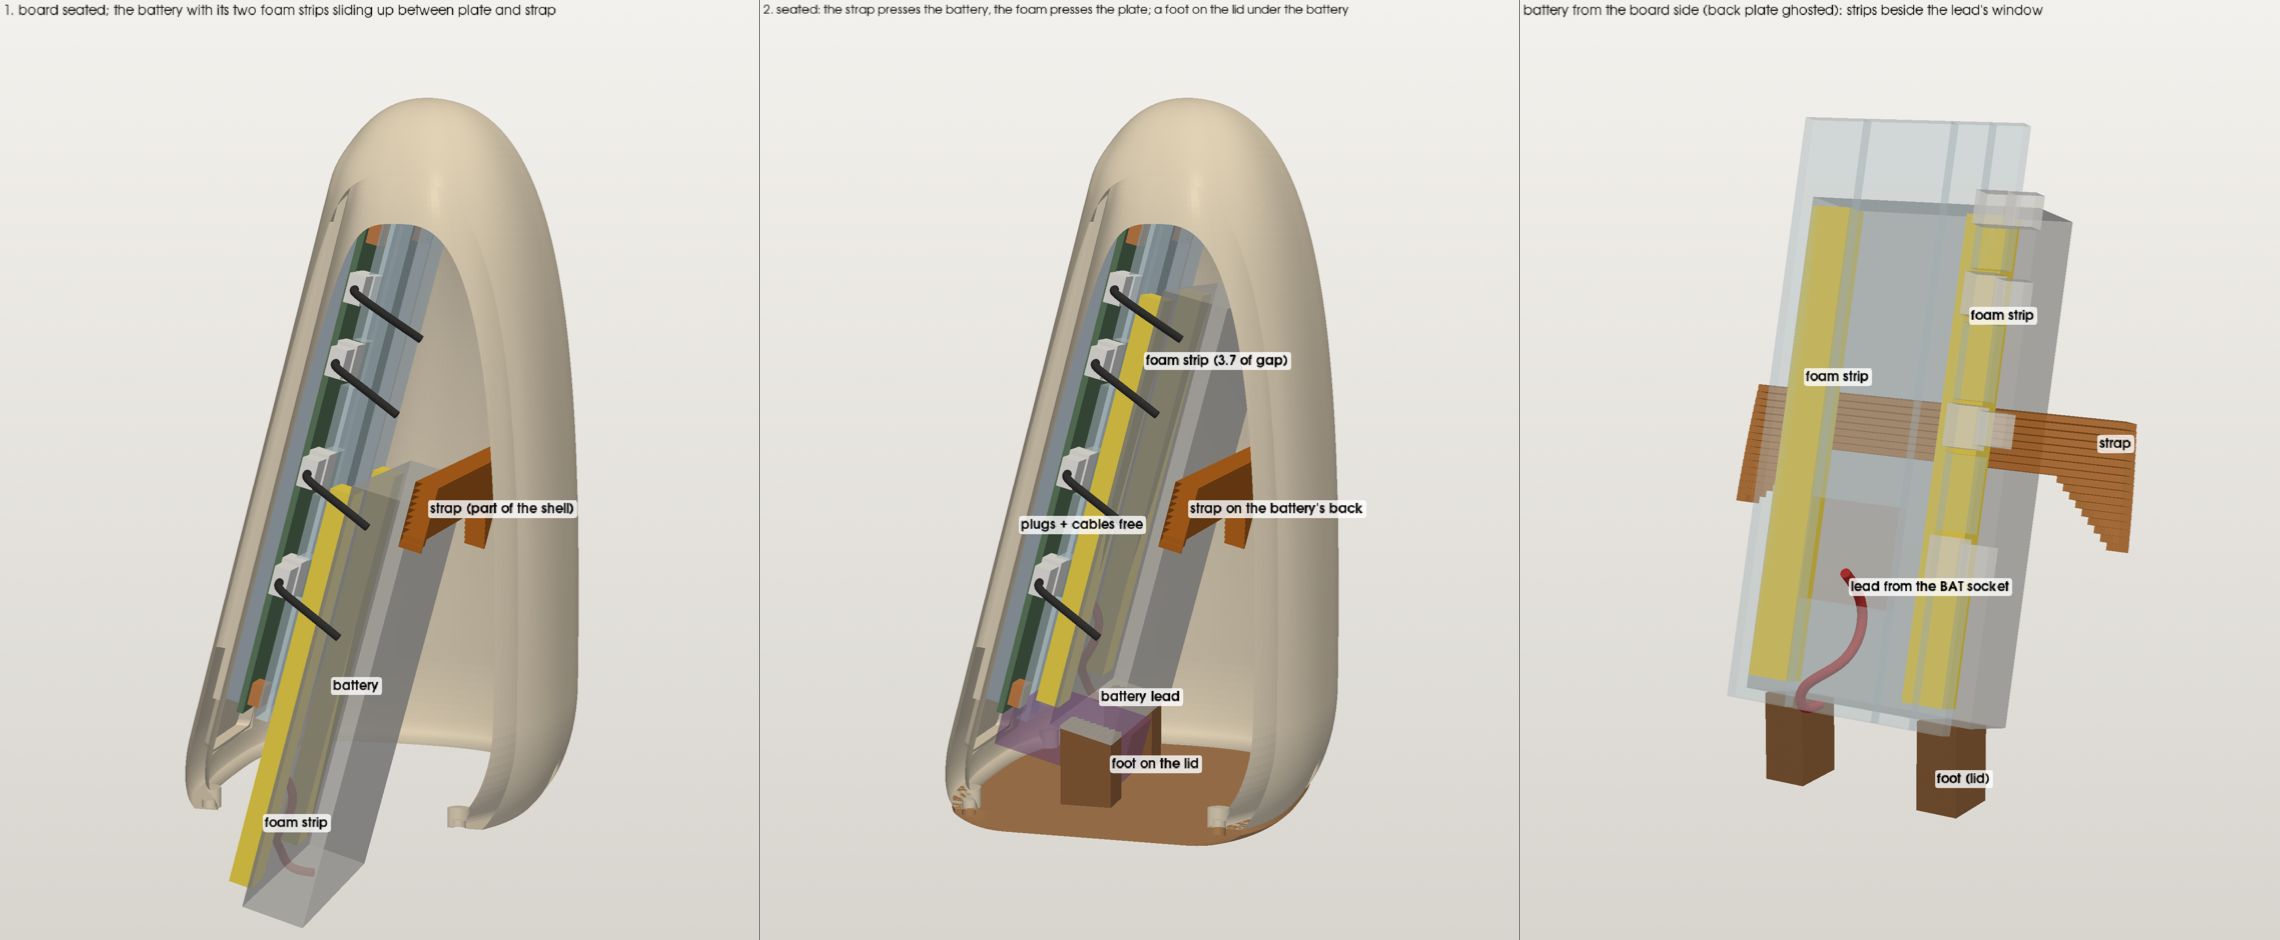 1. board seated; the battery with its two foam strips sliding up between plate and strap
strap (part of the shell)
battery
foam strip
2. seated: the strap presses the battery, the foam presses the plate; a foot on the lid under the battery
foam strip (3.7 of gap)
strap on the battery's back
plugs + cables free
battery lead
foot on the lid
battery from the board side (back plate ghosted): strips beside the lead's window
foam strip
foam strip
strap
lead from the BAT socket
foot (lid)